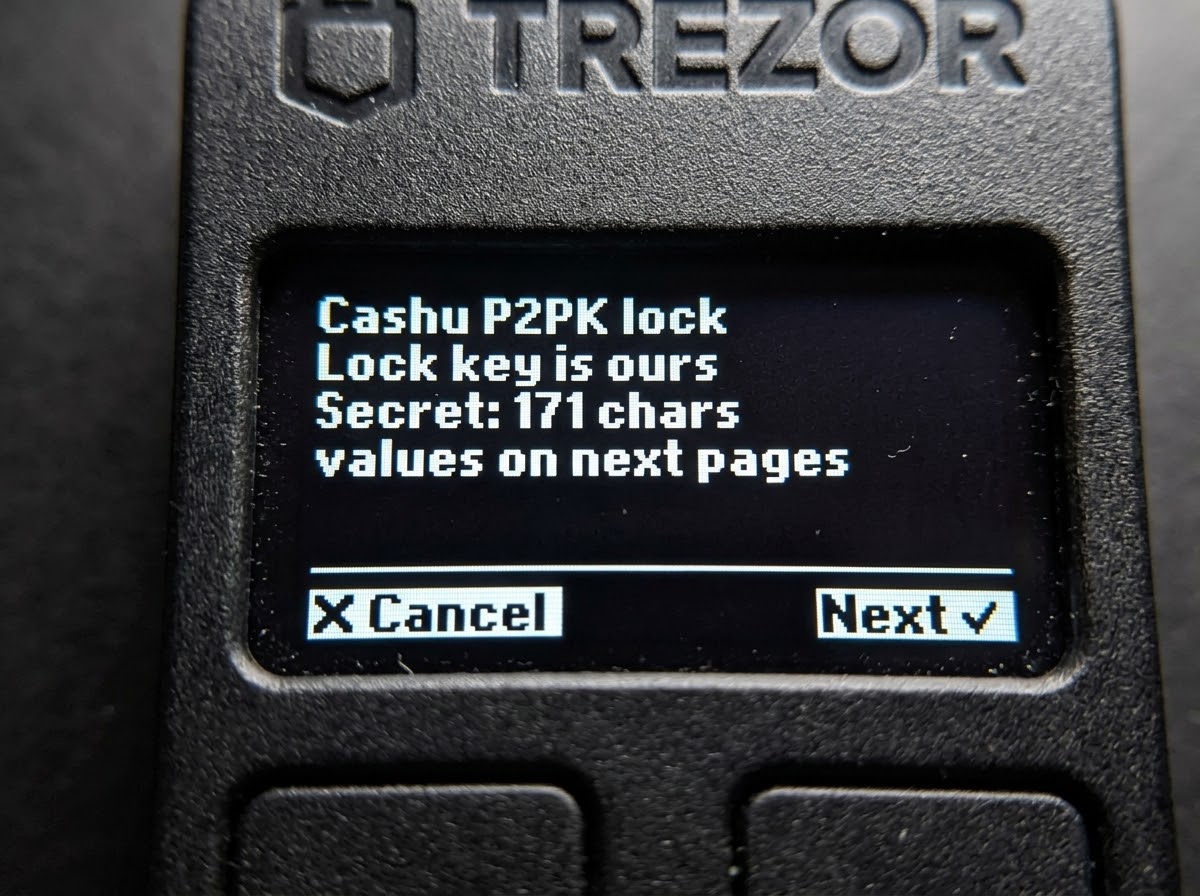 TREZOR
Cashu P2PK lock
Lock key is ours
Secret: 171 chars
values on next pages
X Cancel
Next ✓